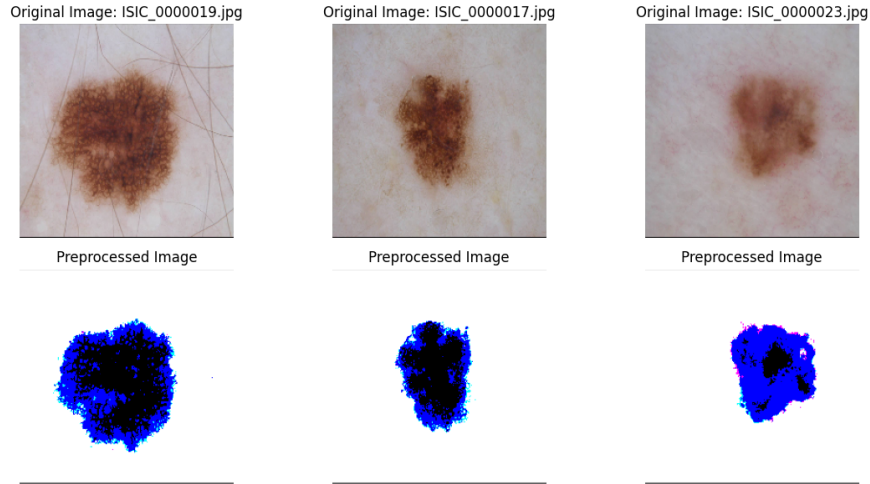 Original Image: ISIC_0000019.jpg
Original Image: ISIC_0000017.jpg
Original Image: ISIC_0000023.jpg
Preprocessed Image
Preprocessed Image
Preprocessed Image